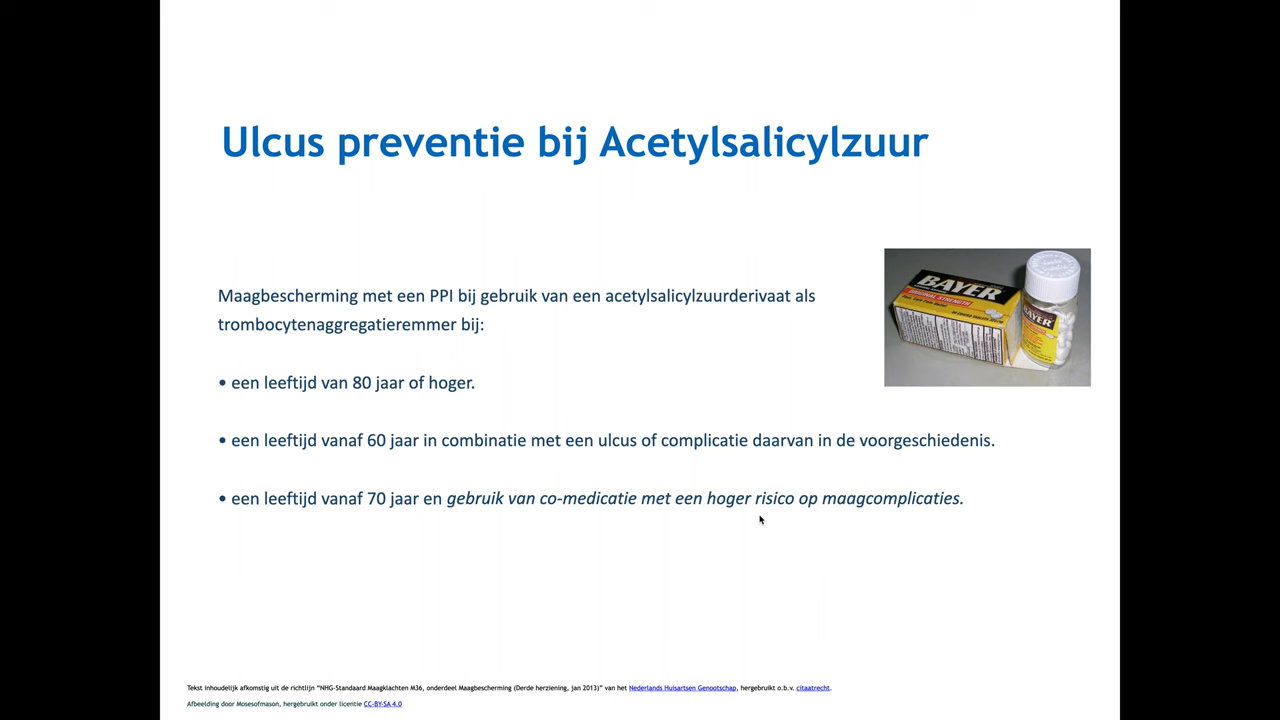 Ulcus preventie bij Acetylsalicylzuur
Maagbescherming met een PPI bij gebruik van een acetylsalicylzuurderivaat als
trombocytenaggregatieremmer bij:
• een leeftijd van 80 jaar of hoger.
• een leeftijd vanaf 60 jaar in combinatie met een ulcus of complicatie daarvan in de voorgeschiedenis.
• een leeftijd vanaf 70 jaar en gebruik van co-medicatie met een hoger risico op maagcomplicaties.
BAYER
ORIGINAL STRENGTH
BAYER
Tekst inhoudelijk afkomstig uit de richtlijn “NHG-Standaard Maagklachten M36, onderdeel Maagbescherming (Derde herziening, jan 2013)” van het Nederlands Huisartsen Genootschap, hergebruikt o.b.v. citaatrecht.
Afbeelding door Mosesofmason, hergebruikt onder licentie CC-BY-SA 4.0